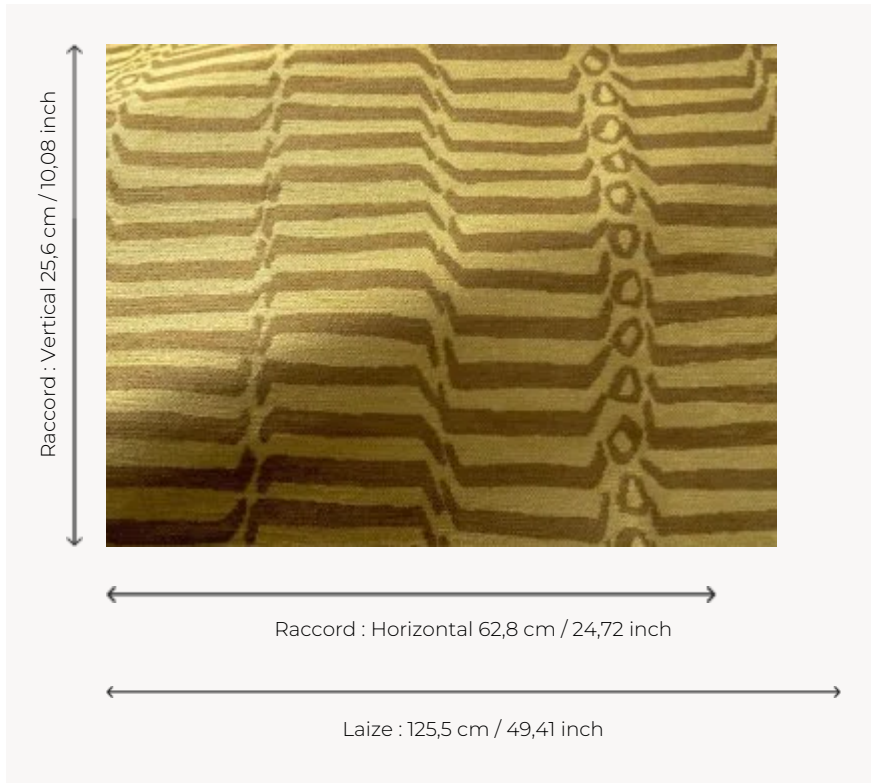 Raccord : Vertical 25,6 cm / 10,08 inch
Raccord : Horizontal 62,8 cm / 24,72 inch
Laize : 125,5 cm / 49,41 inch